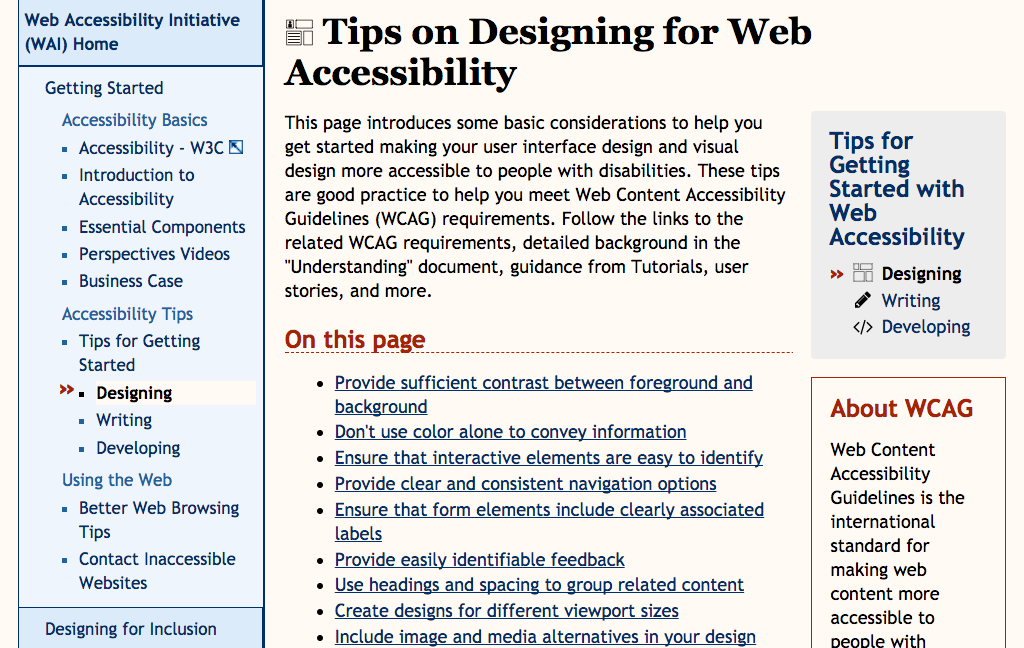 Web Accessibility Initiative
(WAI) Home
Getting Started
Accessibility Basics
Accessibility - W3C
Introduction to
Accessibility
Essential Components
Perspectives Videos
Business Case
Accessibility Tips
Tips for Getting
Started
Designing
Writing
Developing
Using the Web
Better Web Browsing
Tips
Contact Inaccessible
Websites
Designing for Inclusion
Tips on Designing for Web
Accessibility
This page introduces some basic considerations to help you
get started making your user interface design and visual
design more accessible to people with disabilities. These tips
are good practice to help you meet Web Content Accessibility
Guidelines (WCAG) requirements. Follow the links to the
related WCAG requirements, detailed background in the
"Understanding" document, guidance from Tutorials, user
stories, and more.
On this page
Provide sufficient contrast between foreground and
background
Don't use color alone to convey information
Ensure that interactive elements are easy to identify
Provide clear and consistent navigation options
Ensure that form elements include clearly associated
labels
Provide easily identifiable feedback
Use headings and spacing to group related content
Create designs for different viewport sizes
Include image and media alternatives in your design
Tips for
Getting
Started with
Web
Accessibility
Designing
Writing
Developing
About WCAG
Web Content
Accessibility
Guidelines is the
international
standard for
making web
content more
accessible to
people with